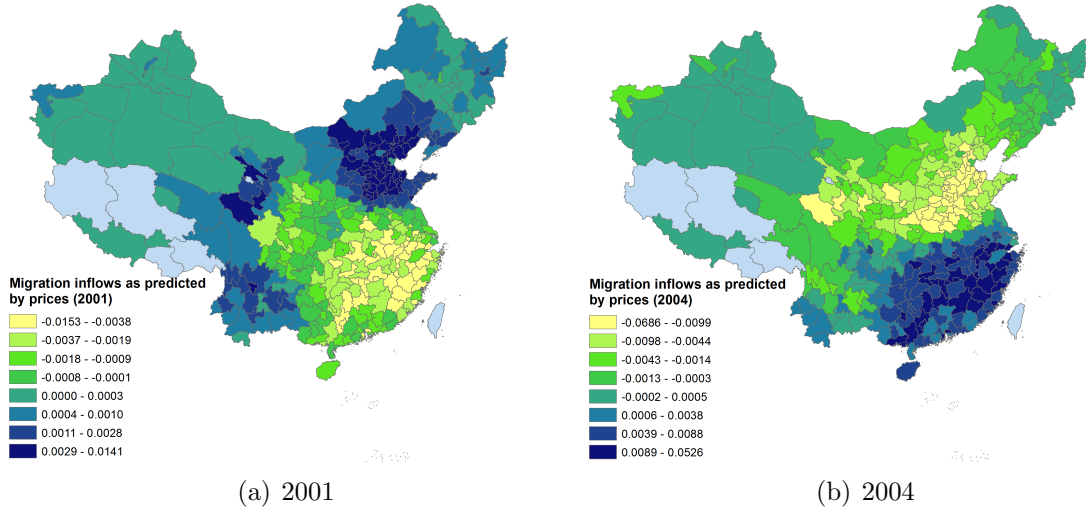 Migration inflows as predicted
by prices (2001)
-0.0153 - -0.0038
-0.0037 - -0.0019
-0.0018 - -0.0009
-0.0008 - -0.0001
0.0000 - 0.0003
0.0004 - 0.0010
0.0011 - 0.0028
0.0029 - 0.0141
(a) 2001
Migration inflows as predicted
by prices (2004)
-0.0686 - -0.0099
-0.0098 - -0.0044
-0.0043 - -0.0014
-0.0013 - -0.0003
-0.0002 - 0.0005
0.0006 - 0.0038
0.0039 - 0.0088
0.0089 - 0.0526
(b) 2004